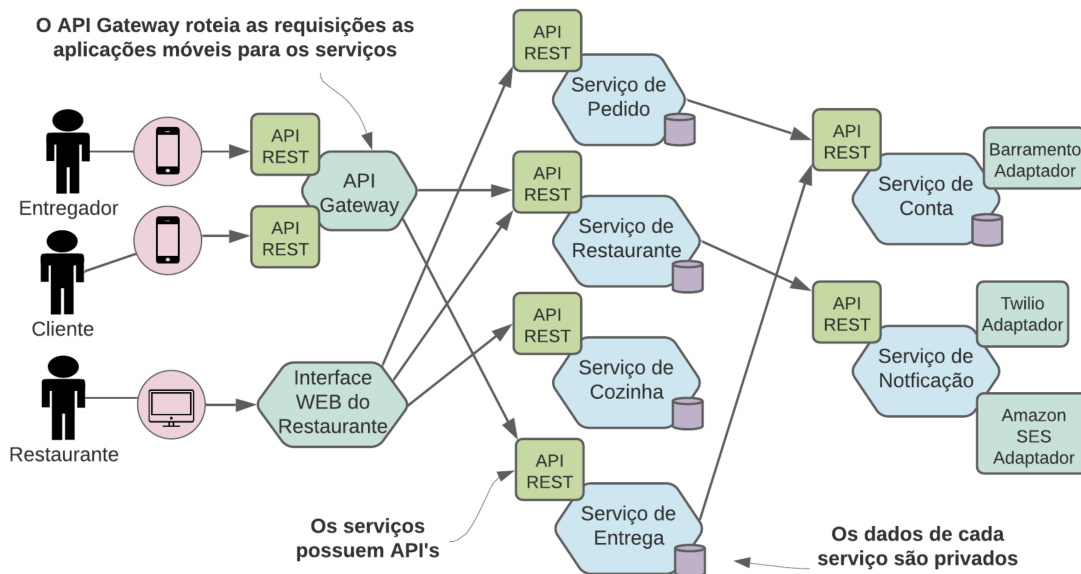 O API Gateway roteia as requisições as
aplicações móveis para os serviços
Entregador
Cliente
Restaurante
API
REST
API
REST
API
Gateway
Interface
WEB do
Restaurante
API
REST
Serviço de
Pedido
API
REST
Serviço de
Restaurante
API
REST
Serviço de
Cozinha
API
REST
Serviço de
Entrega
Os serviços
possuem API's
API
REST
Serviço de
Conta
Barramento
Adaptador
API
REST
Serviço de
Notficação
Twilio
Adaptador
Amazon
SES
Adaptador
Os dados de cada
serviço são privados